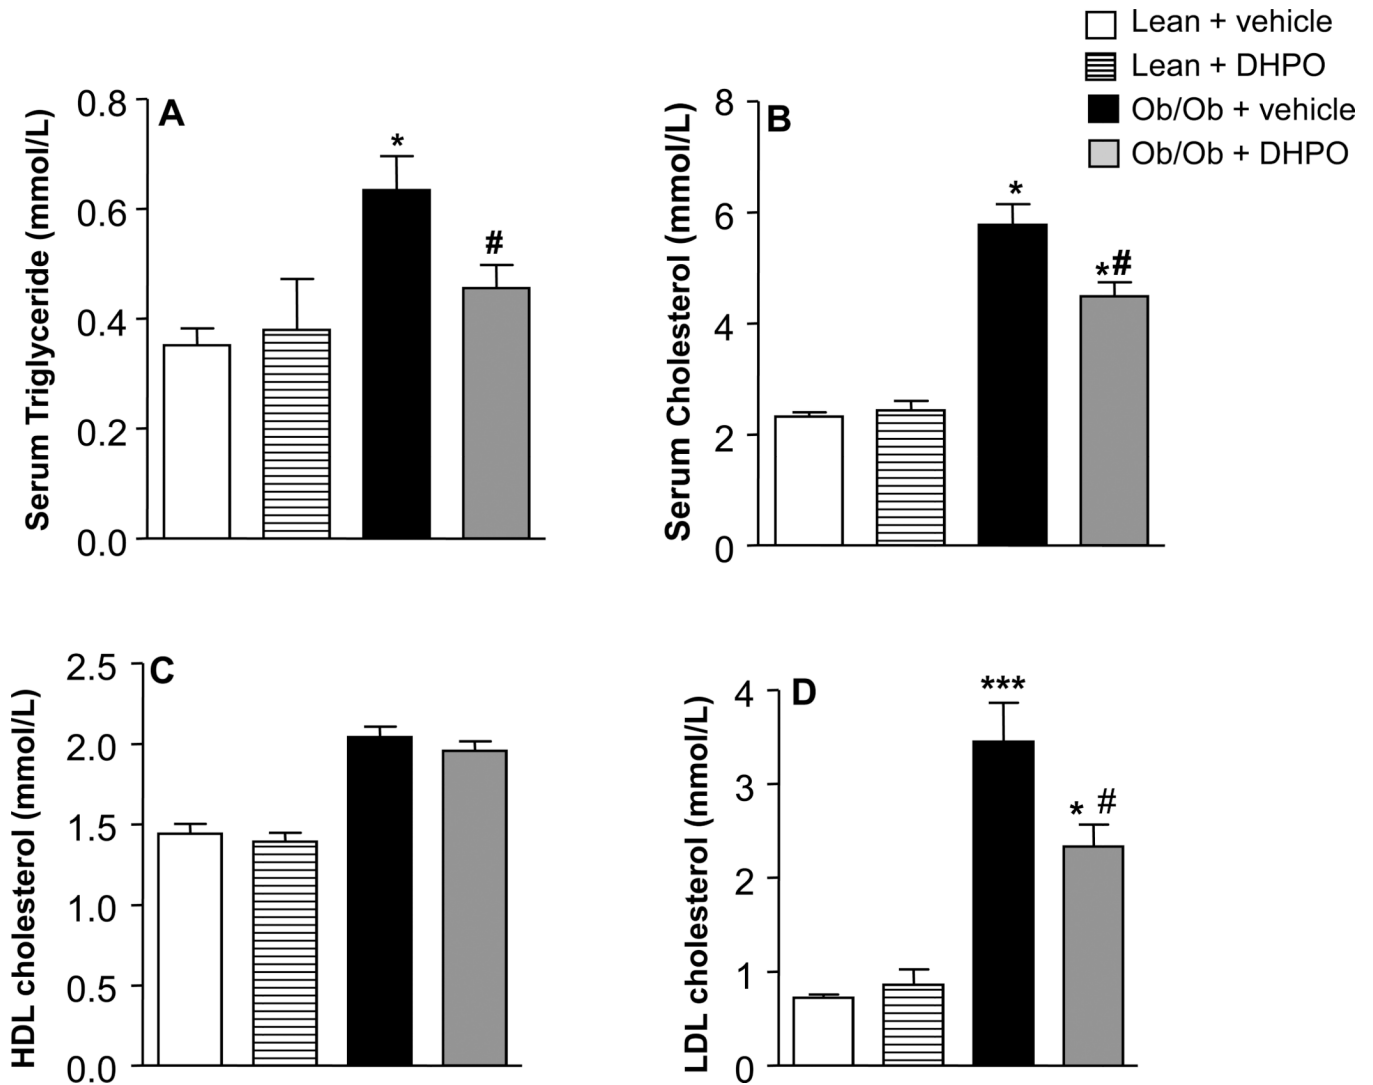 Lean + vehicle
Lean + DHPO
Ob/Ob + vehicle
Ob/Ob + DHPO
A
Serum Triglyceride (mmol/L)
0.8
0.6
0.4
0.2
0.0
*
#
B
Serum Cholesterol (mmol/L)
8
6
4
2
0
*
*#
C
HDL cholesterol (mmol/L)
2.5
2.0
1.5
1.0
0.5
0.0
D
LDL cholesterol (mmol/L)
4
3
2
1
0
***
* #